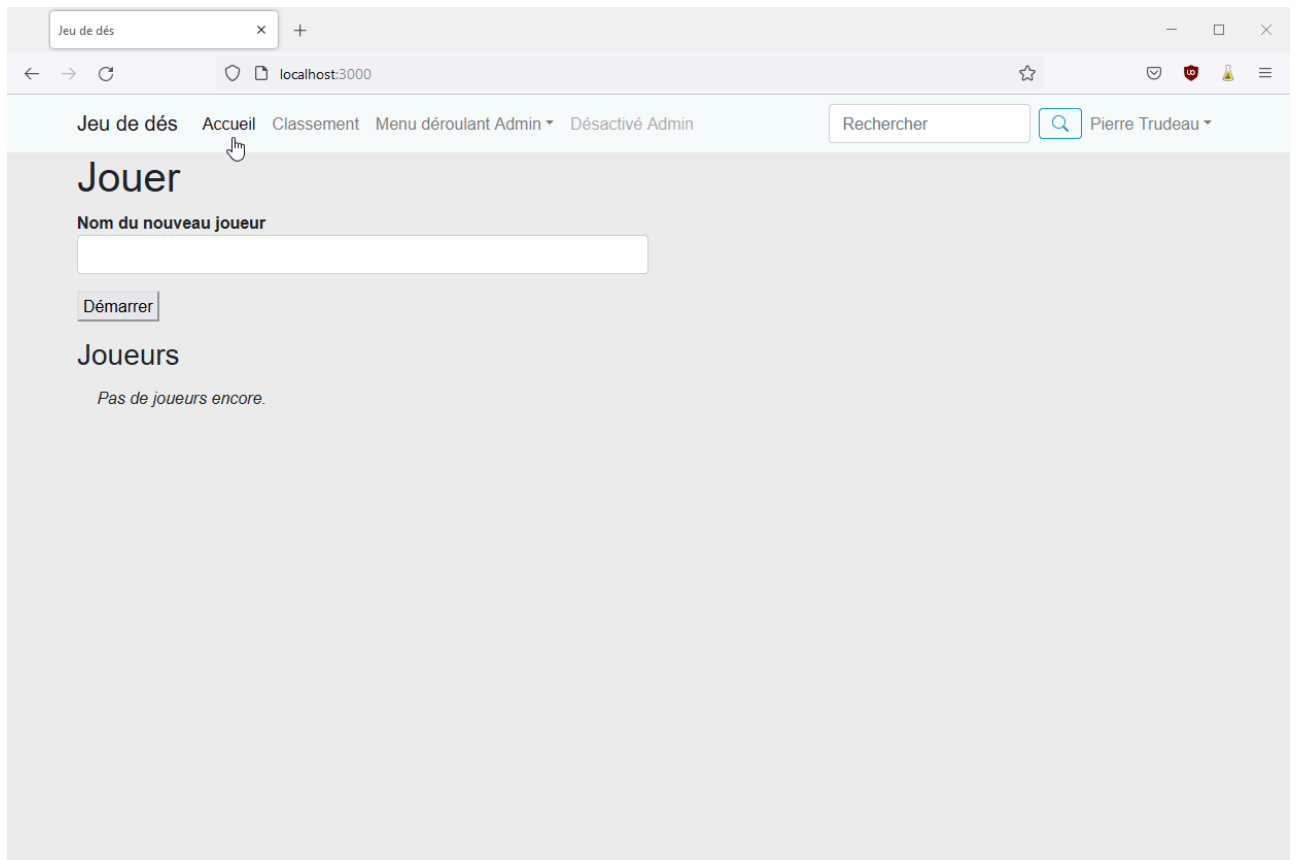 Jeu de dés
localhost:3000
Jeu de dés Accueil Classement Menu déroulant Admin Désactivé Admin Rechercher Pierre Trudeau
Jouer
Nom du nouveau joueur
Démarrer
Joueurs
Pas de joueurs encore.